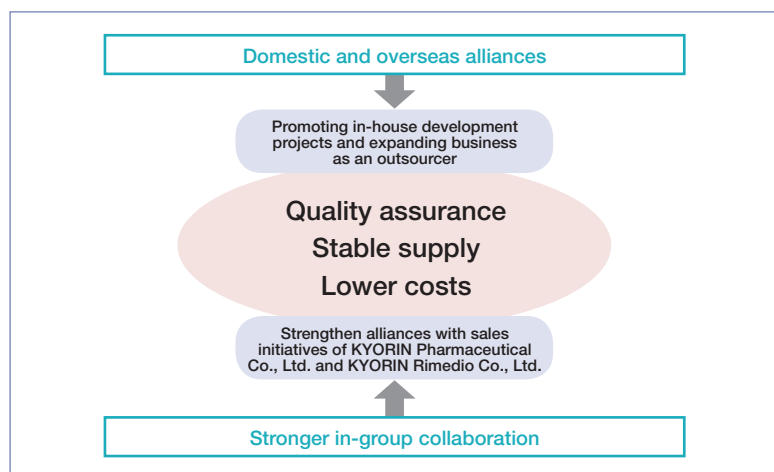 Domestic and overseas alliances
Promoting in-house development
projects and expanding business
as an outsourcer
Quality assurance
Stable supply
Lower costs
Strengthen alliances with sales
initiatives of KYORIN Pharmaceutical
Co., Ltd. and KYORIN Rimedio Co., Ltd.
Stronger in-group collaboration